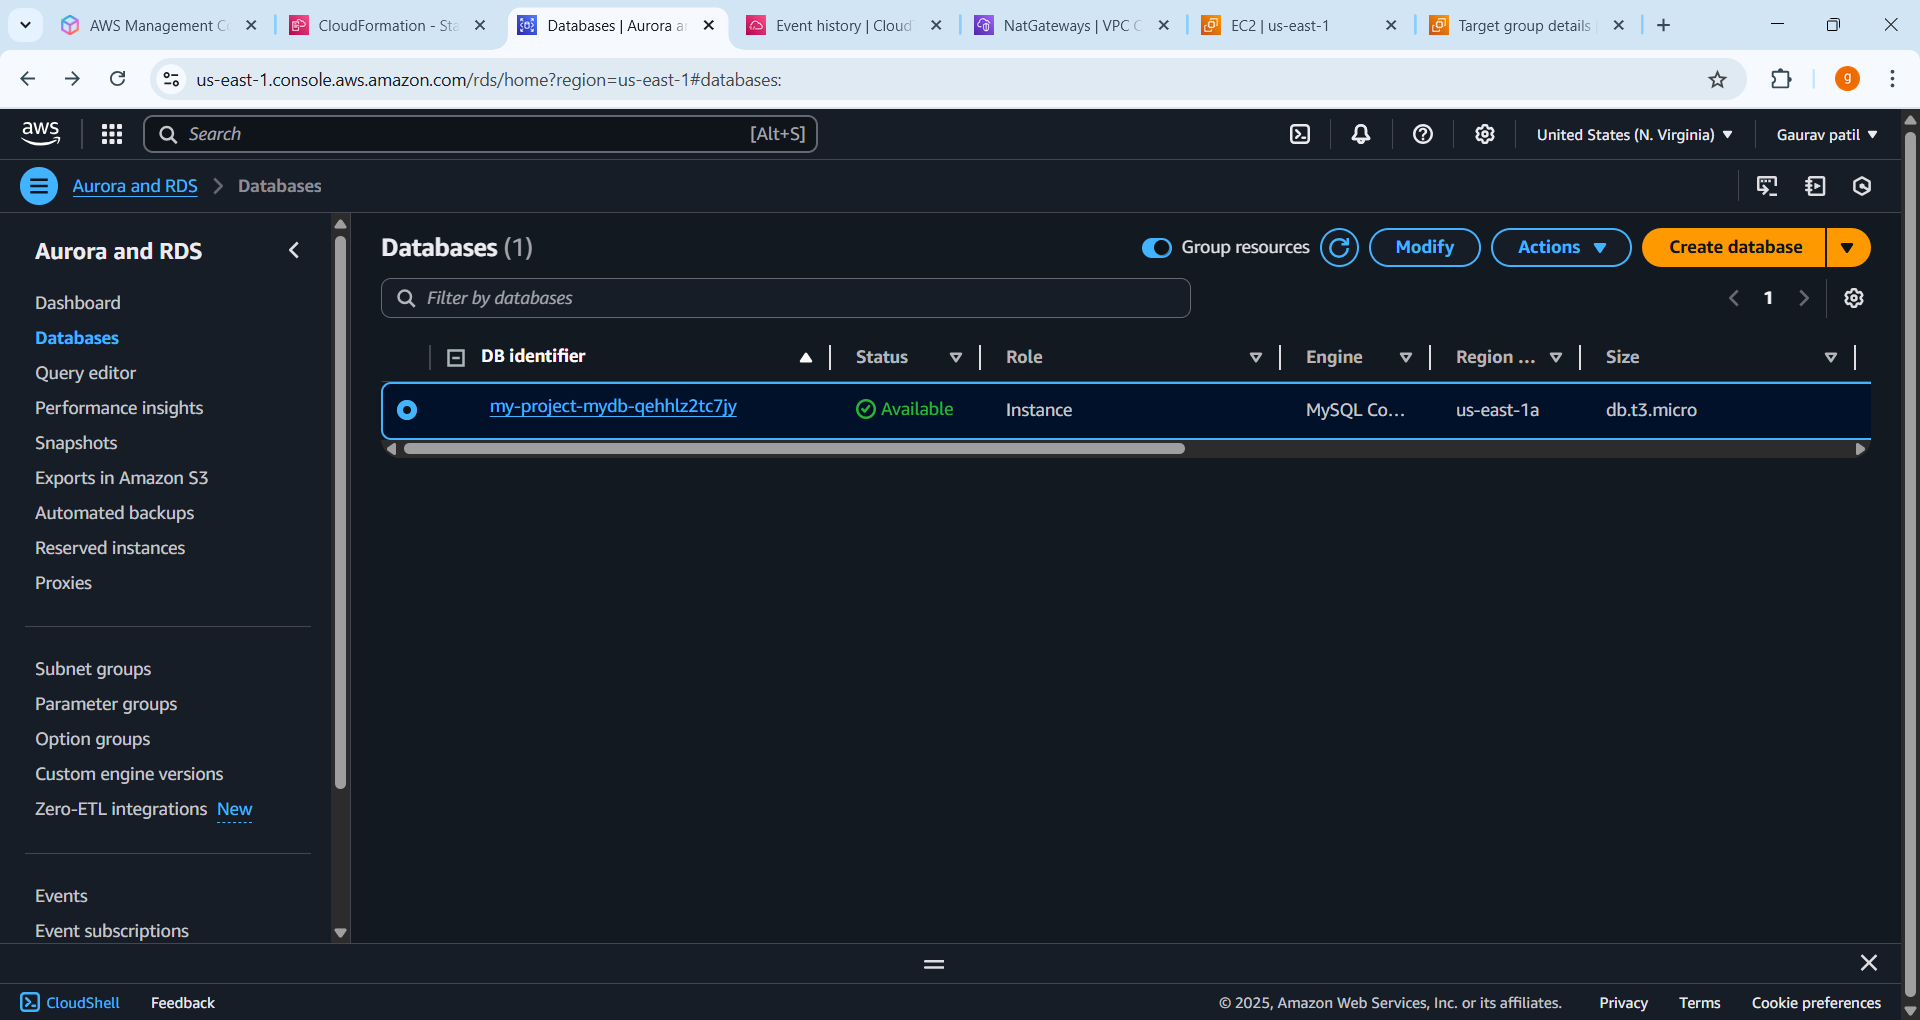 AWS Management Co
CloudFormation - Sta
Databases | Aurora an
Event history | CloudT
NatGateways | VPC C
EC2 | us-east-1
Target group details
us-east-1.console.aws.amazon.com/rds/home?region=us-east-1#databases:
g
aws
Search
[Alt+S]
United States (N. Virginia)
Gaurav patil
Aurora and RDS
Databases
Aurora and RDS
Dashboard
Databases
Query editor
Performance insights
Snapshots
Exports in Amazon S3
Automated backups
Reserved instances
Proxies
Subnet groups
Parameter groups
Option groups
Custom engine versions
Zero-ETL integrations New
Events
Event subscriptions
Databases (1)
Group resources
Modify
Actions
Create database
Filter by databases
1
DB identifier
Status
Role
Engine
Region ...
Size
my-project-mydb-qehhlz2tc7jy
Available
Instance
MySQL Co...
us-east-1a
db.t3.micro
CloudShell
Feedback
© 2025, Amazon Web Services, Inc. or its affiliates.
Privacy
Terms
Cookie preferences